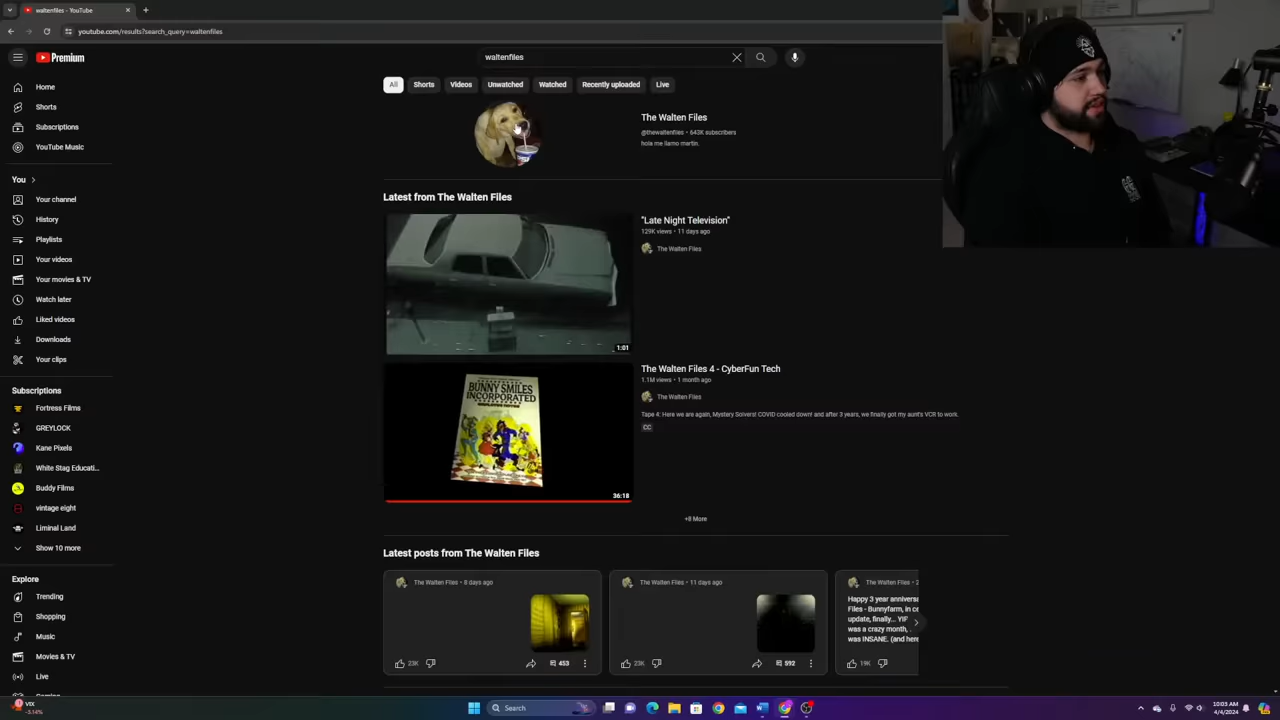 waltenfiles - YouTube
youtube.com/results?search_query=waltenfiles
Premium
waltenfiles
All
Shorts
Videos
Unwatched
Watched
Recently uploaded
Live
Home
Shorts
Subscriptions
YouTube Music
You
Your channel
History
Playlists
Your videos
Your movies & TV
Watch later
Liked videos
Downloads
Your clips
Subscriptions
Fortress Films
GREYLOCK
Kane Pixels
White Stag Educati...
Buddy Films
vintage eight
Liminal Land
Show 10 more
Explore
Trending
Shopping
Music
Movies & TV
Live
The Walten Files
@thewaltenfiles • 643K subscribers
hola me llamo martin.
Latest from The Walten Files
"Late Night Television"
129K views • 11 days ago
The Walten Files
1:01
BUNNY SMILES
INCORPORATED
36:18
The Walten Files 4 - CyberFun Tech
1.1M views • 1 month ago
The Walten Files
Tape 4: Here we are again, Mystery Solvers! COVID cooled down! and after 3 years, we finally got my aunt's VCR to work.
CC
+8 More
Latest posts from The Walten Files
The Walten Files • 8 days ago
23K
453
The Walten Files • 11 days ago
23K
592
The Walten Files • 2
Happy 3 year anniversa
Files - Bunnyfarm, in ce
update, finally... YIP
was a crazy month,
was INSANE. (and here
19K
VIX
-3.14%
Search
10:03 AM
4/4/2024